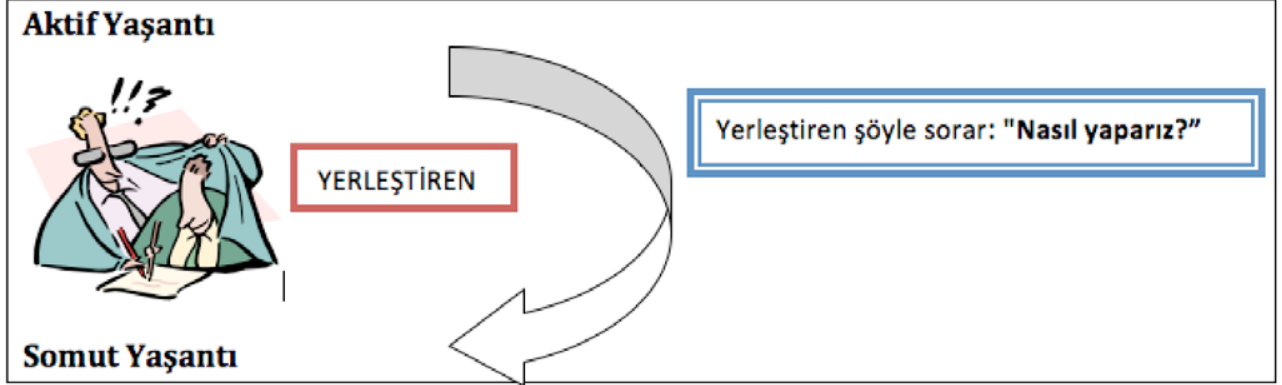 Aktif Yaşantı
!!?
YERLEŞTİREN
Yerleştiren şöyle sorar: "Nasıl yaparız?”
Somut Yaşantı